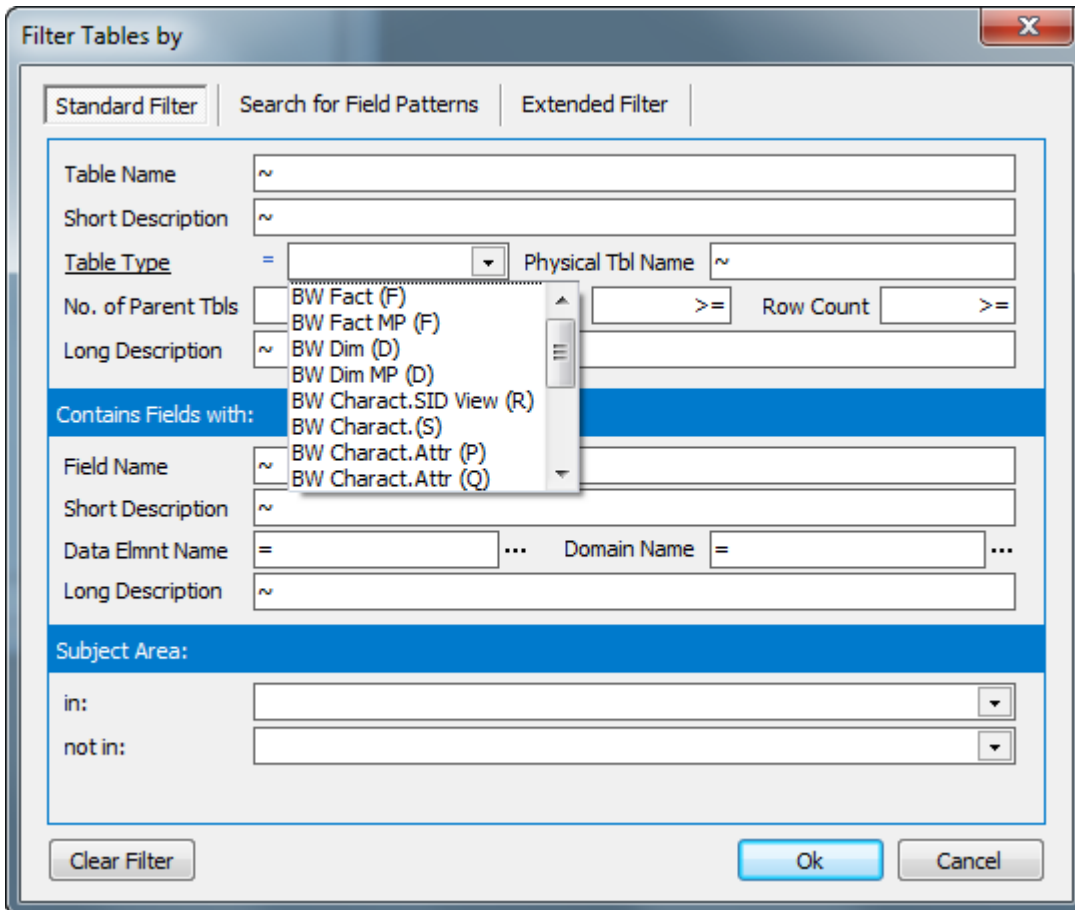 Filter Tables by
Standard Filter Search for Field Patterns Extended Filter
Table Name ~
Short Description ~
Table Type = Physical Tbl Name ~
No. of Parent Tbls >= Row Count >=
Long Description ~
BW Fact (F)
BW Fact MP (F)
BW Dim (D)
BW Dim MP (D)
BW Charact.SID View (R)
BW Charact.(S)
BW Charact.Attr (P)
BW Charact.Attr (Q)
Contains Fields with:
Field Name ~
Short Description ~
Data Elmnt Name = ... Domain Name = ...
Long Description ~
Subject Area:
in:
not in:
Clear Filter Ok Cancel